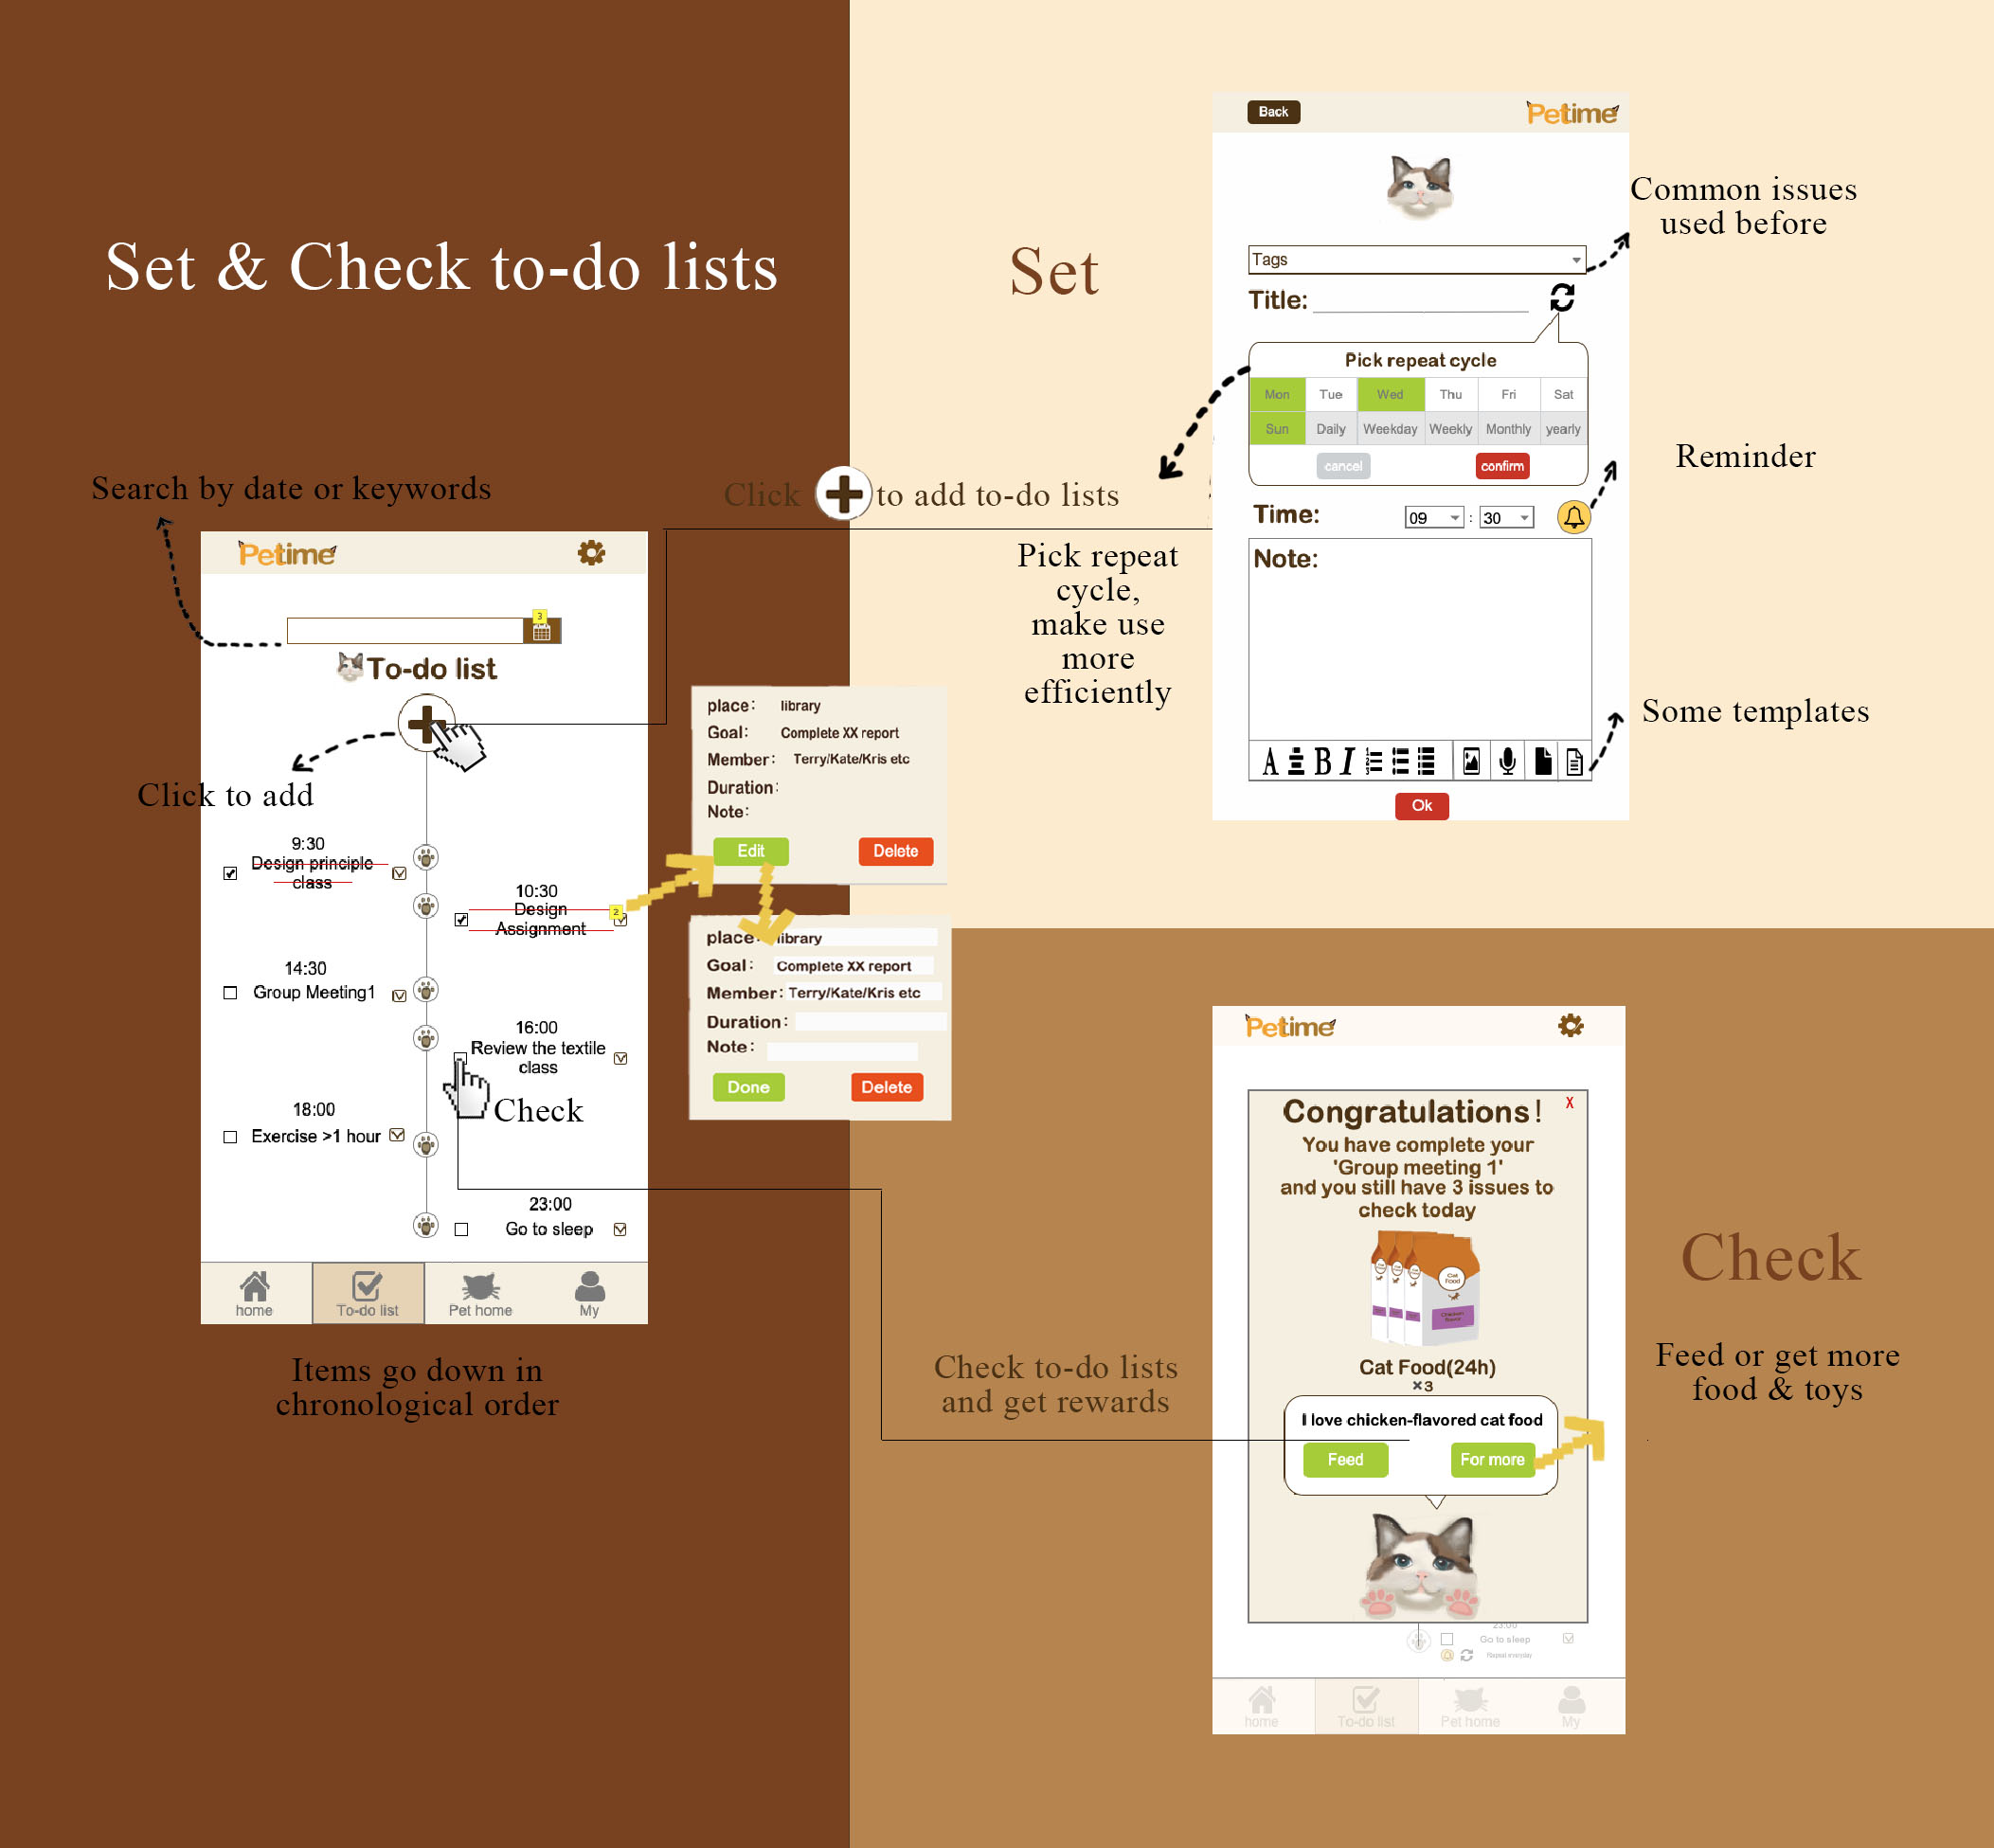 Set & Check to-do lists
Search by date or keywords
Petime
3
To-do list
Click to add
9:30
Design principle
class
10:30
Design
Assignment
2
14:30
Group Meeting1
16:00
Review the textile
class
Check
18:00
Exercise >1 hour
23:00
Go to sleep
home
To-do list
Pet home
My
Items go down in
chronological order
Click
to add to-do lists
place: library
Goal: Complete XX report
Member: Terry/Kate/Kris etc
Duration:
Note:
Edit
Delete
place: library
Goal: Complete XX report
Member: Terry/Kate/Kris etc
Duration:
Note:
Done
Delete
Set
Back
Petime
Tags
Title:
Pick repeat cycle
Mon Tue Wed Thu Fri Sat
Sun Daily Weekday Weekly Monthly yearly
cancel
confirm
Time: 09 : 30
Note:
A B I
Ok
Common issues
used before
Reminder
Some templates
Pick repeat
cycle,
make use
more
efficiently
Check to-do lists
and get rewards
Petime
X
Congratulations!
You have complete your
'Group meeting 1'
and you still have 3 issues to
check today
Cat
Food
Chicken
flavor
Cat Food(24h)
×3
I love chicken-flavored cat food
Feed
For more
23:00
Go to sleep
Repeat everyday
home
To-do list
Pet home
My
Check
Feed or get more
food & toys